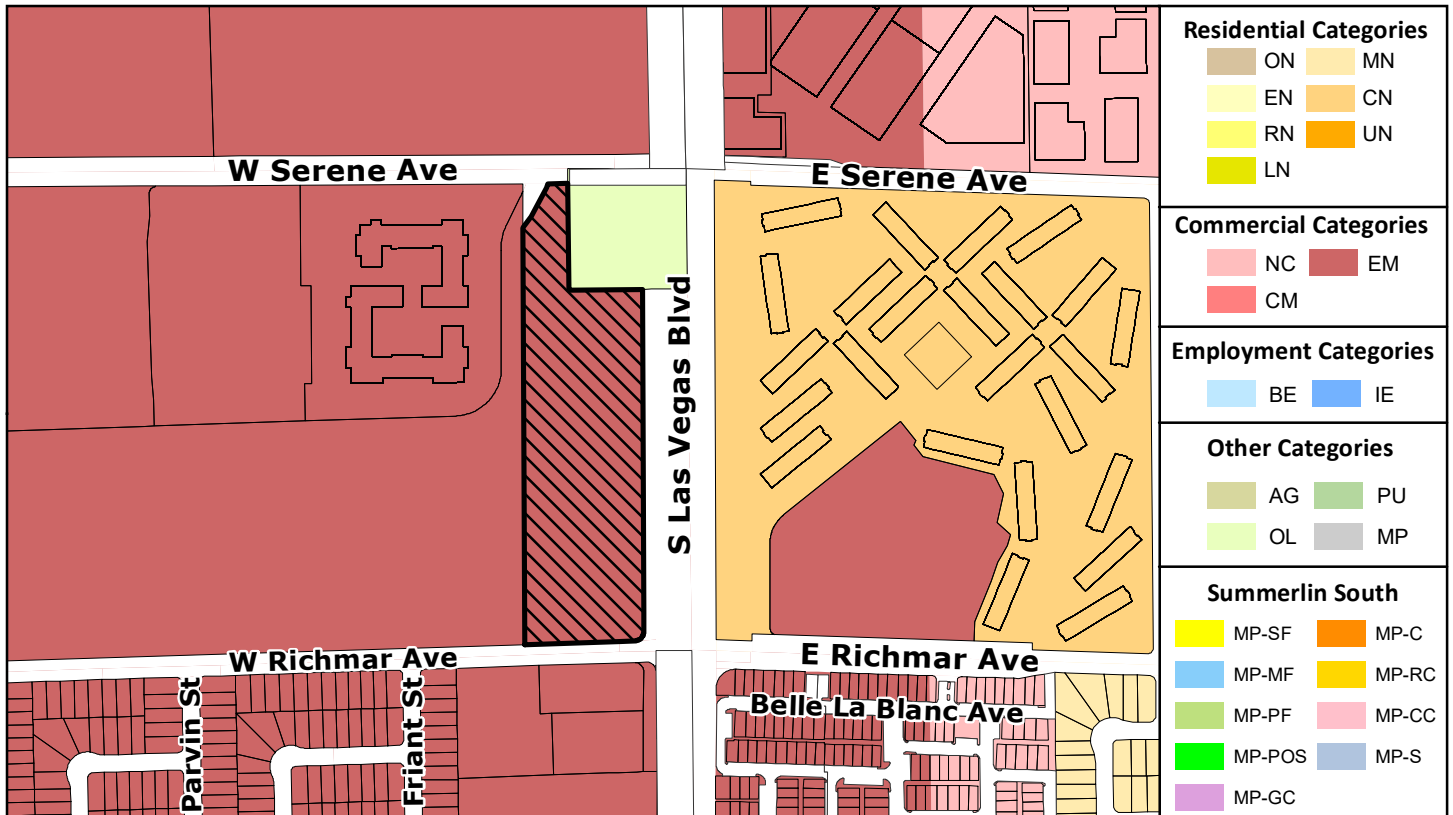 W Serene Ave
E Serene Ave
S Las Vegas Blvd
W Richmar Ave
E Richmar Ave
Parvin St
Friant St
Belle La Blanc Ave
Residential Categories
ON MN
EN CN
RN UN
LN
Commercial Categories
NC EM
CM
Employment Categories
BE IE
Other Categories
AG PU
OL MP
Summerlin South
MP-SF MP-C
MP-MF MP-RC
MP-PF MP-CC
MP-POS MP-S
MP-GC